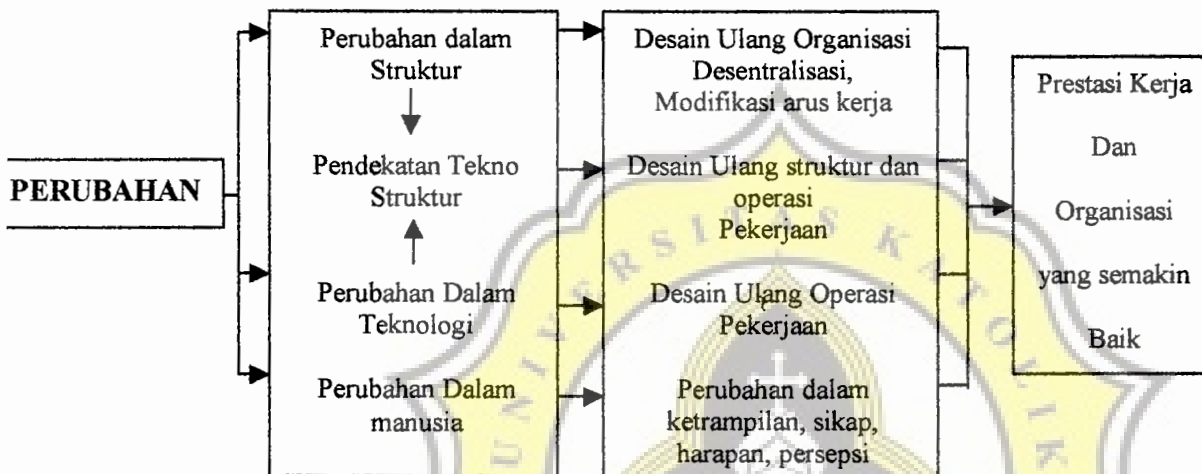 PERUBAHAN
Perubahan dalam
Struktur
Pendekatan Tekno
Struktur
Perubahan Dalam
Teknologi
Perubahan Dalam
manusia
Desain Ulang Organisasi
Desentralisasi,
Modifikasi arus kerja
Desain Ulang struktur dan
operasi
Pekerjaan
Desain Ulang Operasi
Pekerjaan
Perubahan dalam
ketrampilan, sikap,
harapan, persepsi
Prestasi Kerja
Dan
Organisasi
yang semakin
Baik
UNIVERSITAS KATOLIK